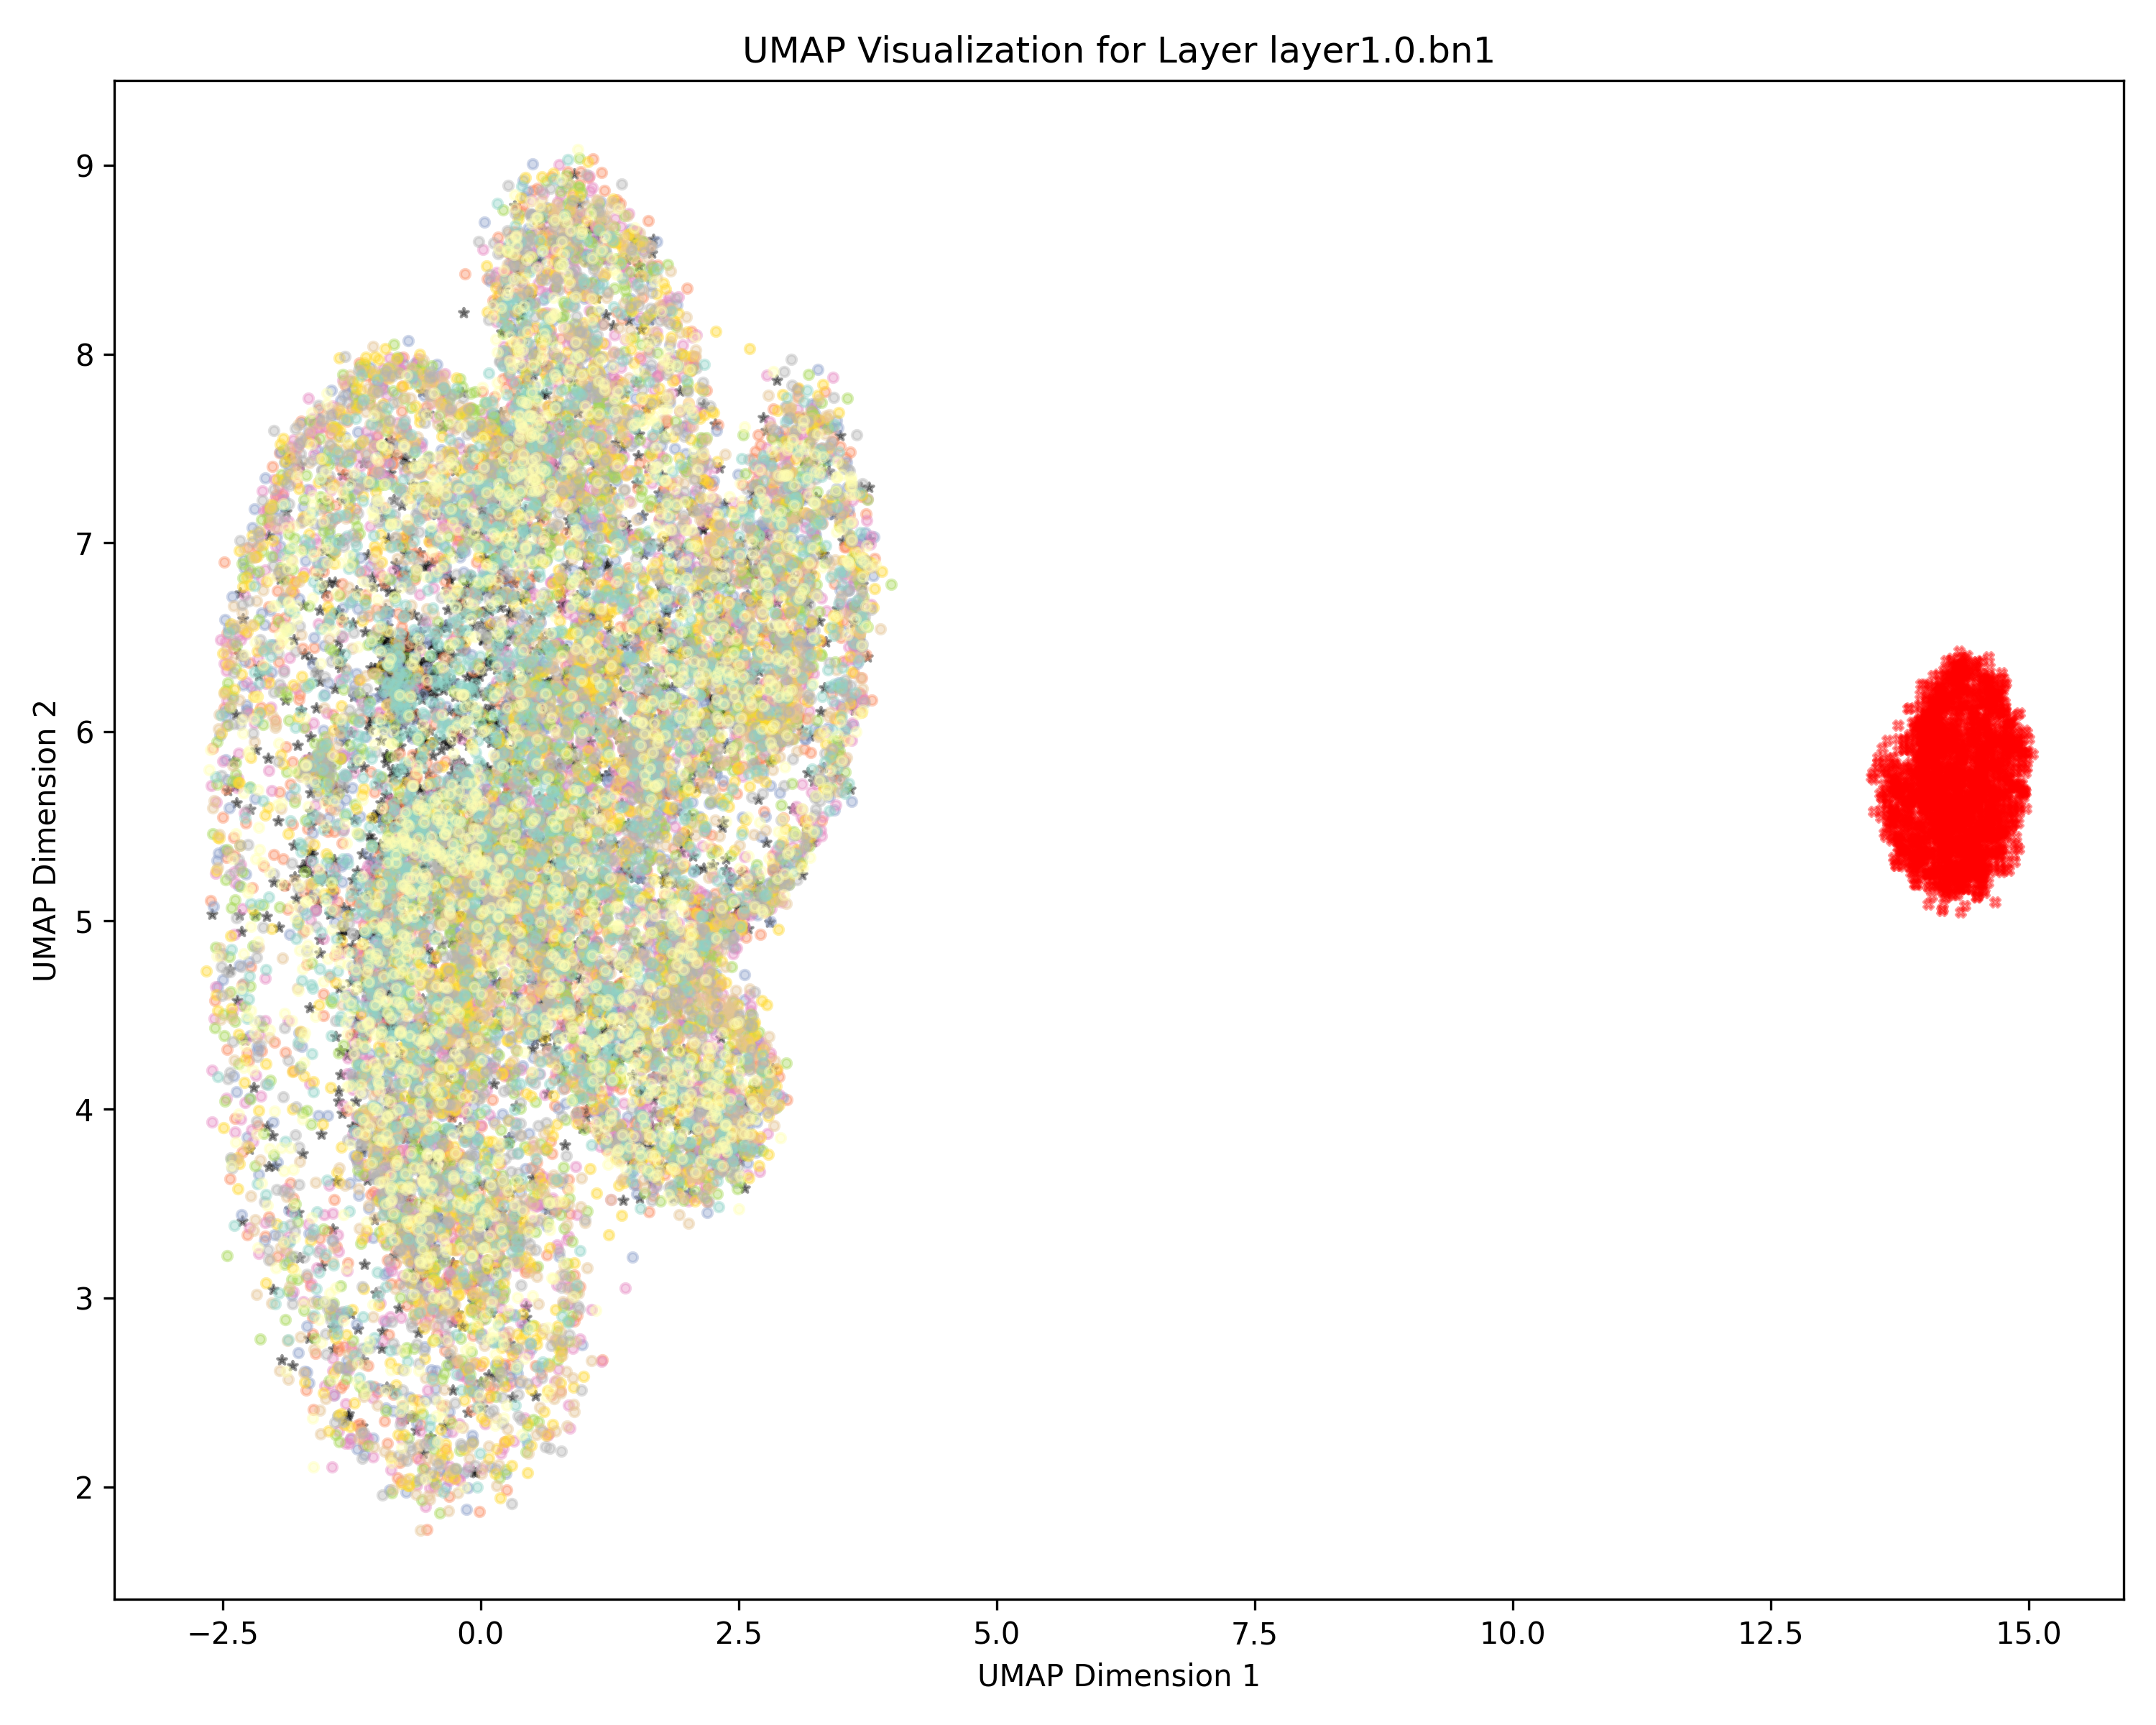 UMAP Visualization for Layer layer1.0.bn1
9
8
7
6
5
4
3
2
UMAP Dimension 2
−2.5 0.0 2.5 5.0 7.5 10.0 12.5 15.0
UMAP Dimension 1